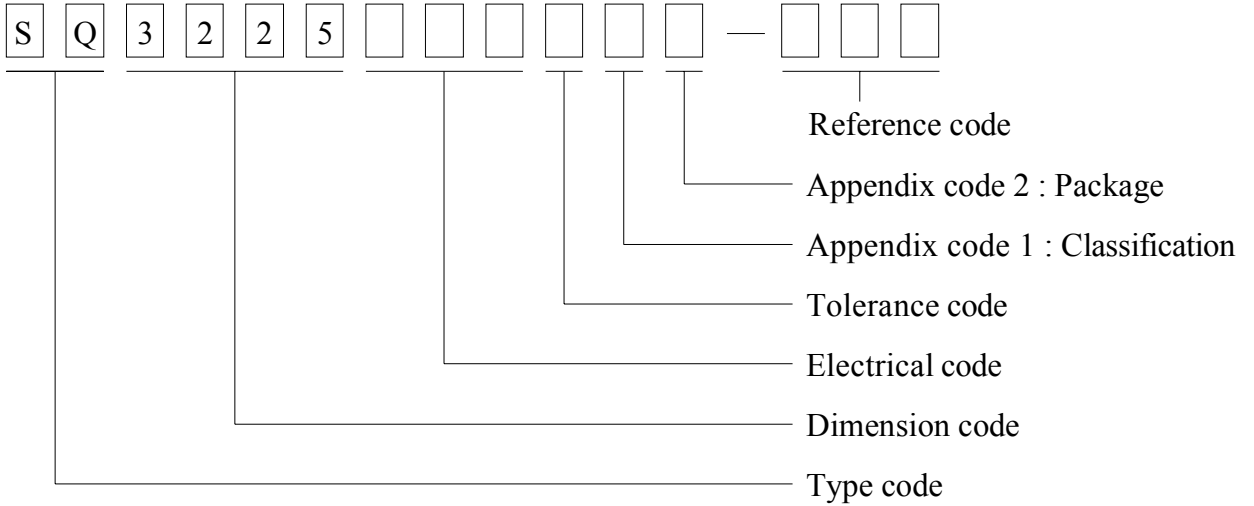 S Q 3 2 2 5 —
Reference code
Appendix code 2 : Package
Appendix code 1 : Classification
Tolerance code
Electrical code
Dimension code
Type code